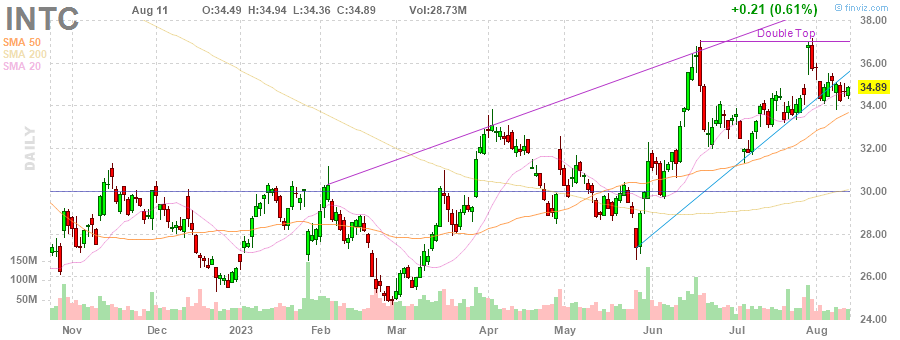 INTC Aug 11 O:34.49 H:34.94 L:34.36 C:34.89 Vol:28.73M +0.21 (0.61%) © finviz.com
SMA 50
SMA 200
SMA 20
DAILY
Double Top
38.00
36.00
34.89
34.00
32.00
30.00
28.00
26.00
24.00
150M
100M
50M
Nov Dec 2023 Feb Mar Apr May Jun Jul Aug